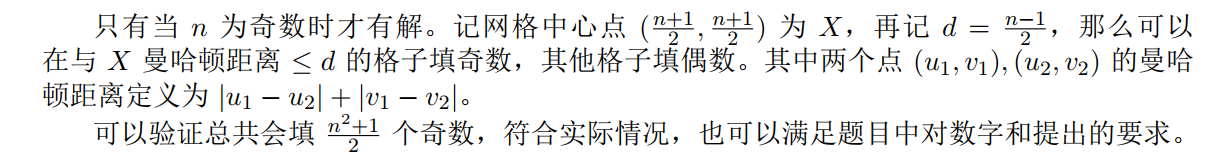 只有当 n 为奇数时才有解。记网格中心点 (\frac{n+1}{2}, \frac{n+1}{2}) 为 X，再记 d = \frac{n-1}{2}，那么可以
在与 X 曼哈顿距离 ≤ d 的格子填奇数，其他格子填偶数。其中两个点 (u₁, v₁), (u₂, v₂) 的曼哈
顿距离定义为 |u₁ − u₂| + |v₁ − v₂|。
可以验证总共会填 \frac{n²+1}{2} 个奇数，符合实际情况，也可以满足题目中对数字和提出的要求。